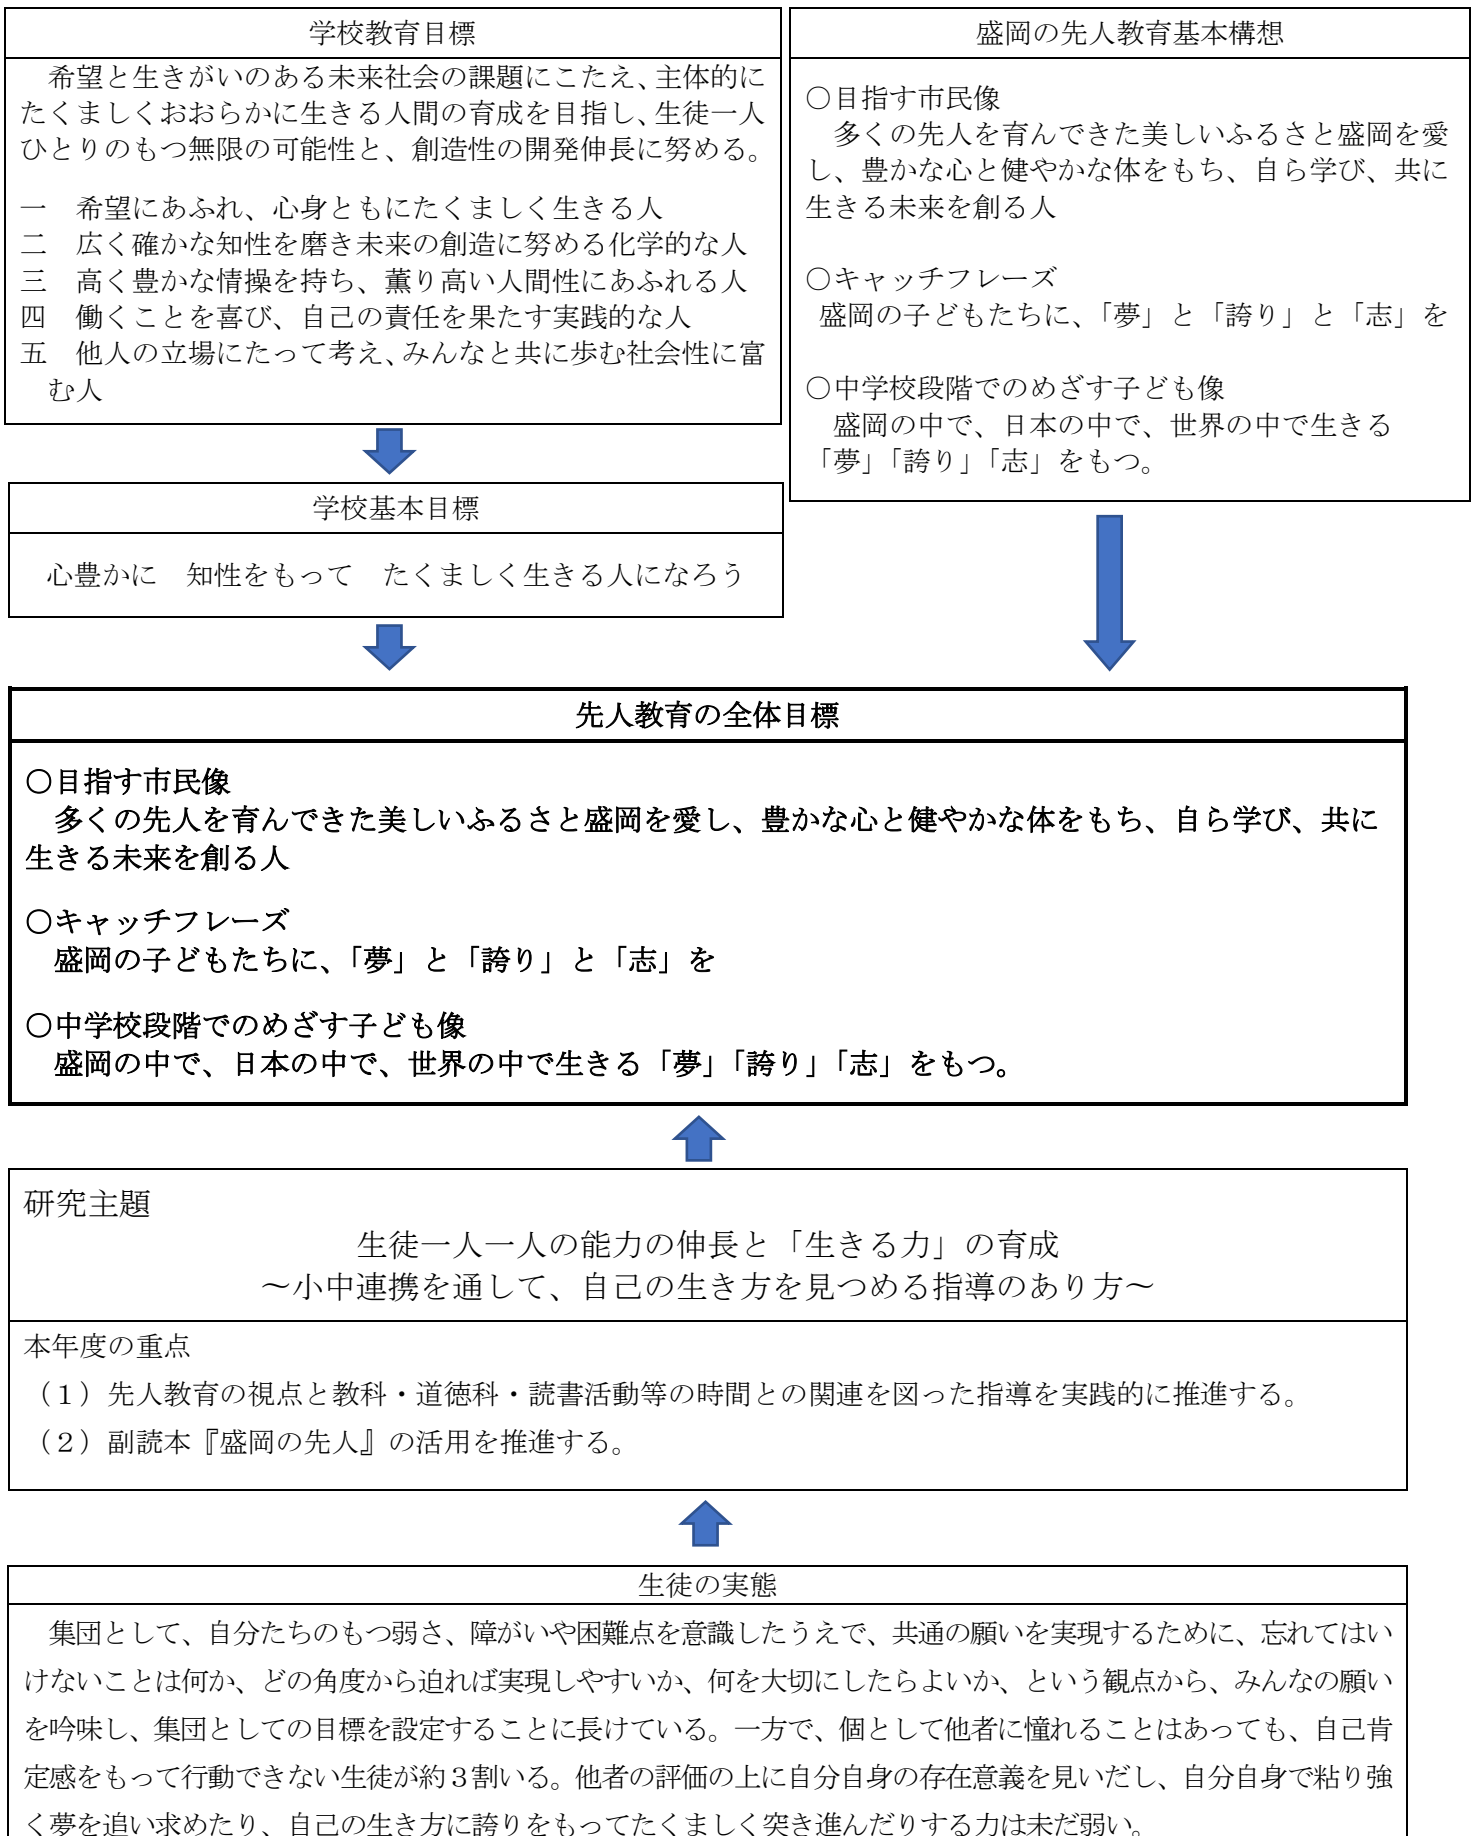 学校教育目標
希望と生きがいのある未来社会の課題にこたえ、主体的に
たくましくおおらかに生きる人間の育成を目指し、生徒一人
ひとりのもつ無限の可能性と、創造性の開発伸長に努める。
一　希望にあふれ、心身ともにたくましく生きる人
二　広く確かな知性を磨き未来の創造に努める化学的な人
三　高く豊かな情操を持ち、薫り高い人間性にあふれる人
四　働くことを喜び、自己の責任を果たす実践的な人
五　他人の立場にたって考え、みんなと共に歩む社会性に富
む人
盛岡の先人教育基本構想
○目指す市民像
多くの先人を育んできた美しいふるさと盛岡を愛
し、豊かな心と健やかな体をもち、自ら学び、共に
生きる未来を創る人
○キャッチフレーズ
盛岡の子どもたちに、「夢」と「誇り」と「志」を
○中学校段階でのめざす子ども像
盛岡の中で、日本の中で、世界の中で生きる
「夢」「誇り」「志」をもつ。
学校基本目標
心豊かに　知性をもって　たくましく生きる人になろう
先人教育の全体目標
○目指す市民像
多くの先人を育んできた美しいふるさと盛岡を愛し、豊かな心と健やかな体をもち、自ら学び、共に
生きる未来を創る人
○キャッチフレーズ
盛岡の子どもたちに、「夢」と「誇り」と「志」を
○中学校段階でのめざす子ども像
盛岡の中で、日本の中で、世界の中で生きる「夢」「誇り」「志」をもつ。
研究主題
生徒一人一人の能力の伸長と「生きる力」の育成
～小中連携を通して、自己の生き方を見つめる指導のあり方～
本年度の重点
（１）先人教育の視点と教科・道徳科・読書活動等の時間との関連を図った指導を実践的に推進する。
（２）副読本『盛岡の先人』の活用を推進する。
生徒の実態
集団として、自分たちのもつ弱さ、障がいや困難点を意識したうえで、共通の願いを実現するために、忘れてはい
けないことは何か、どの角度から迫れば実現しやすいか、何を大切にしたらよいか、という観点から、みんなの願い
を吟味し、集団としての目標を設定することに長けている。一方で、個として他者に憧れることはあっても、自己肯
定感をもって行動できない生徒が約３割いる。他者の評価の上に自分自身の存在意義を見いだし、自分自身で粘り強
く夢を追い求めたり、自己の生き方に誇りをもってたくましく突き進んだりする力は未だ弱い。